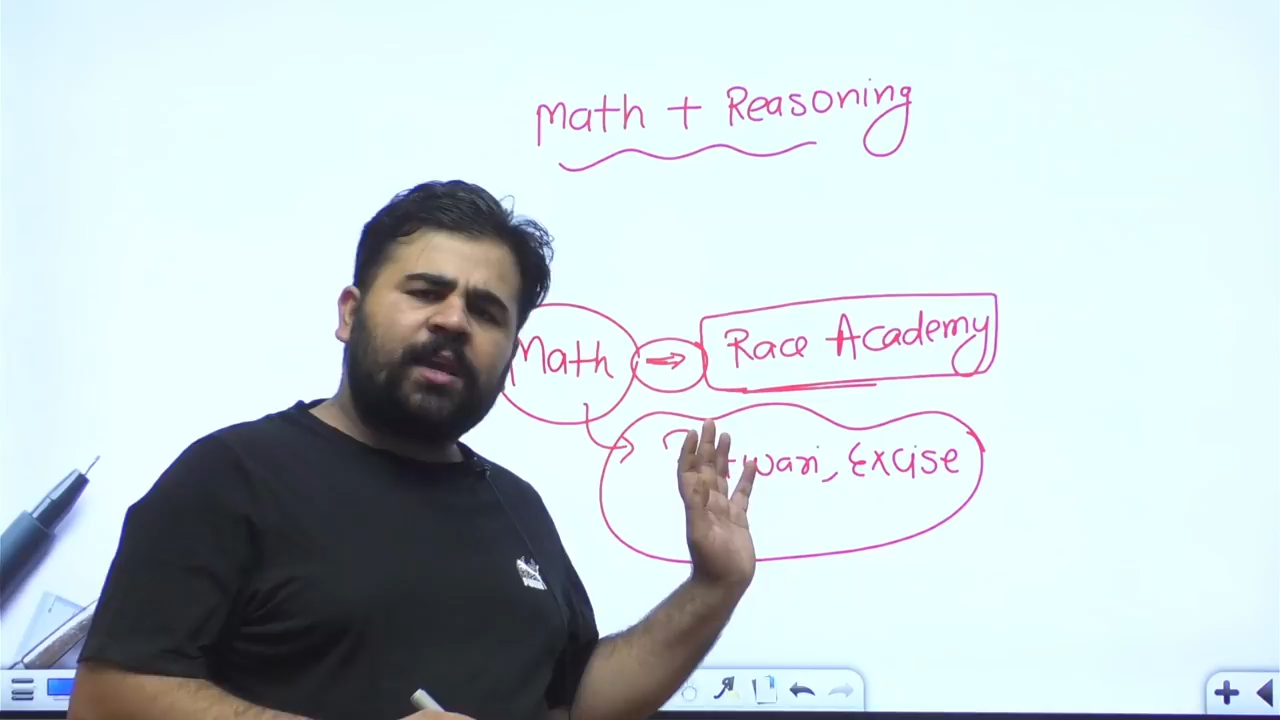 Math + Reasoning
Math → Race Academy
Excise